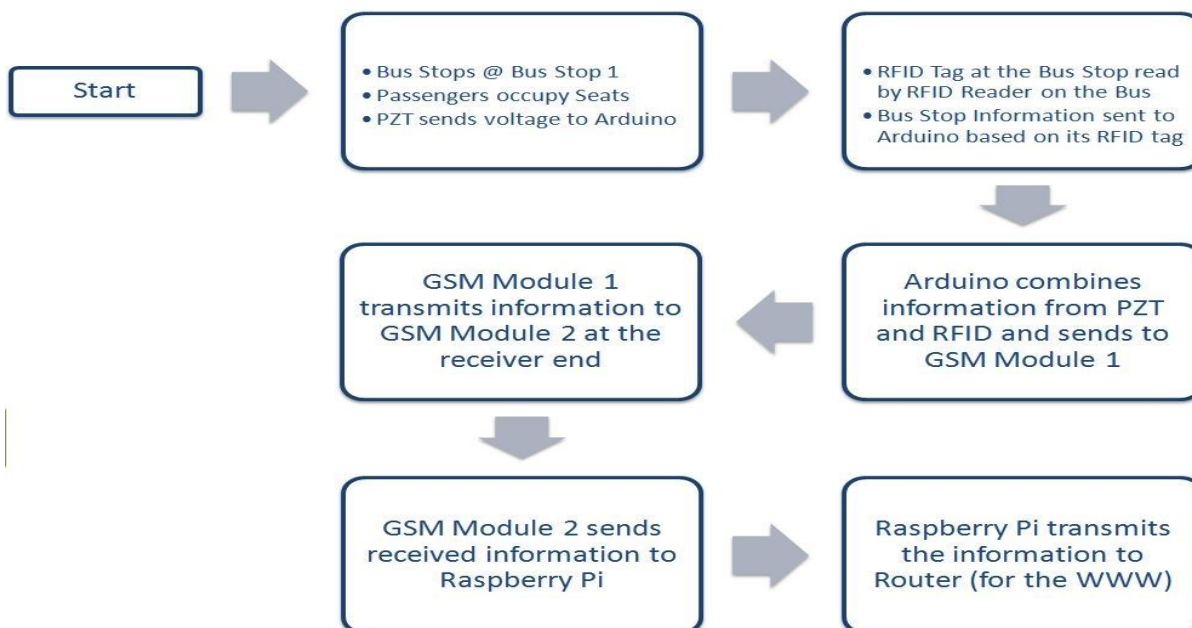 Start
• Bus Stops @ Bus Stop 1
• Passengers occupy Seats
• PZT sends voltage to Arduino
• RFID Tag at the Bus Stop read
by RFID Reader on the Bus
• Bus Stop Information sent to
Arduino based on its RFID tag
Arduino combines
information from PZT
and RFID and sends to
GSM Module 1
GSM Module 1
transmits information to
GSM Module 2 at the
receiver end
GSM Module 2 sends
received information to
Raspberry Pi
Raspberry Pi transmits
the information to
Router (for the WWW)